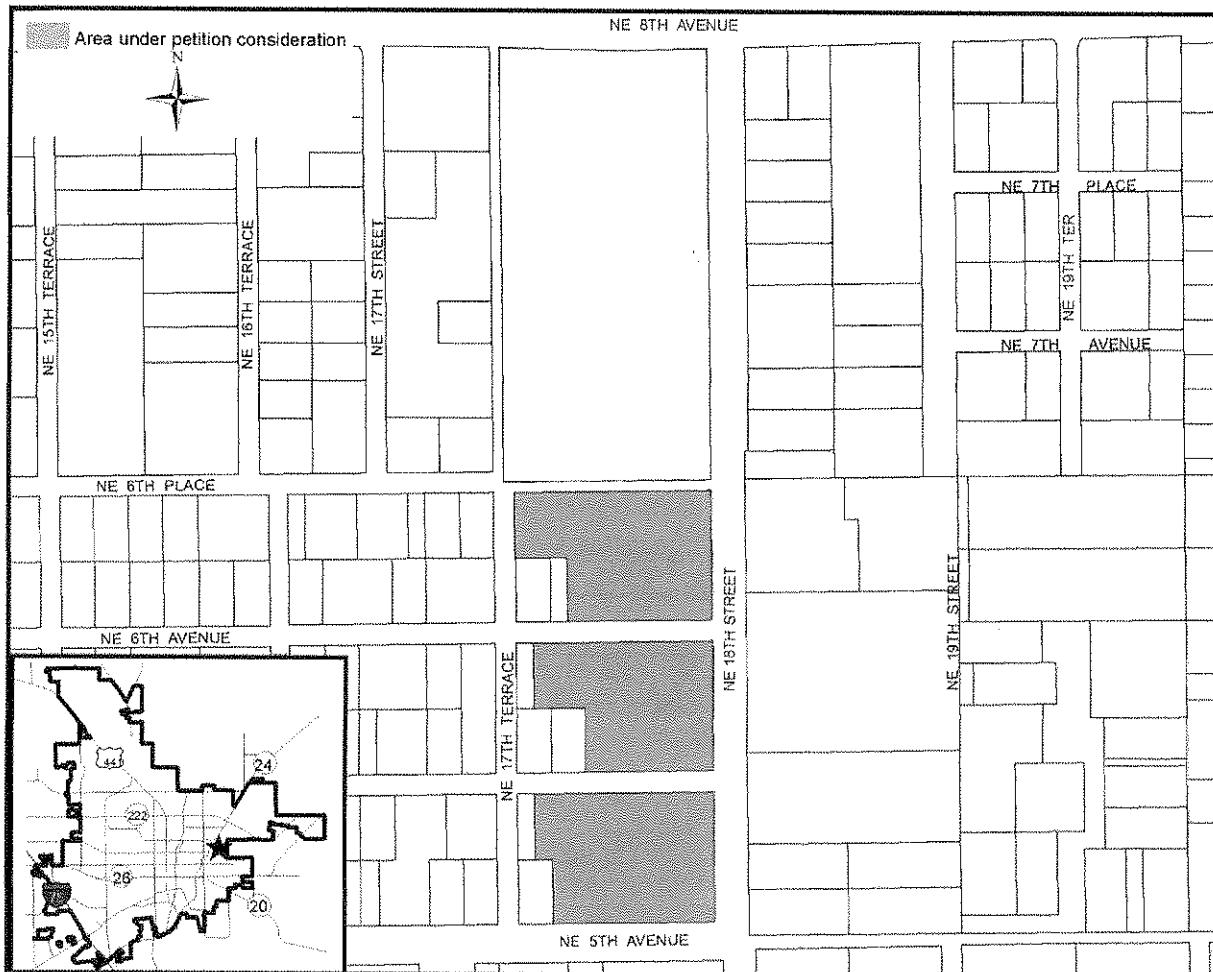 NE 8TH AVENUE
Area under petition consideration
N
NE 7TH PLACE
NE 15TH TERRACE
NE 16TH TERRACE
NE 17TH STREET
NE 19TH TER
NE 7TH AVENUE
NE 6TH PLACE
NE 18TH STREET
NE 19TH STREET
NE 6TH AVENUE
NE 17TH TERRACE
441
24
222
26
20
NE 5TH AVENUE